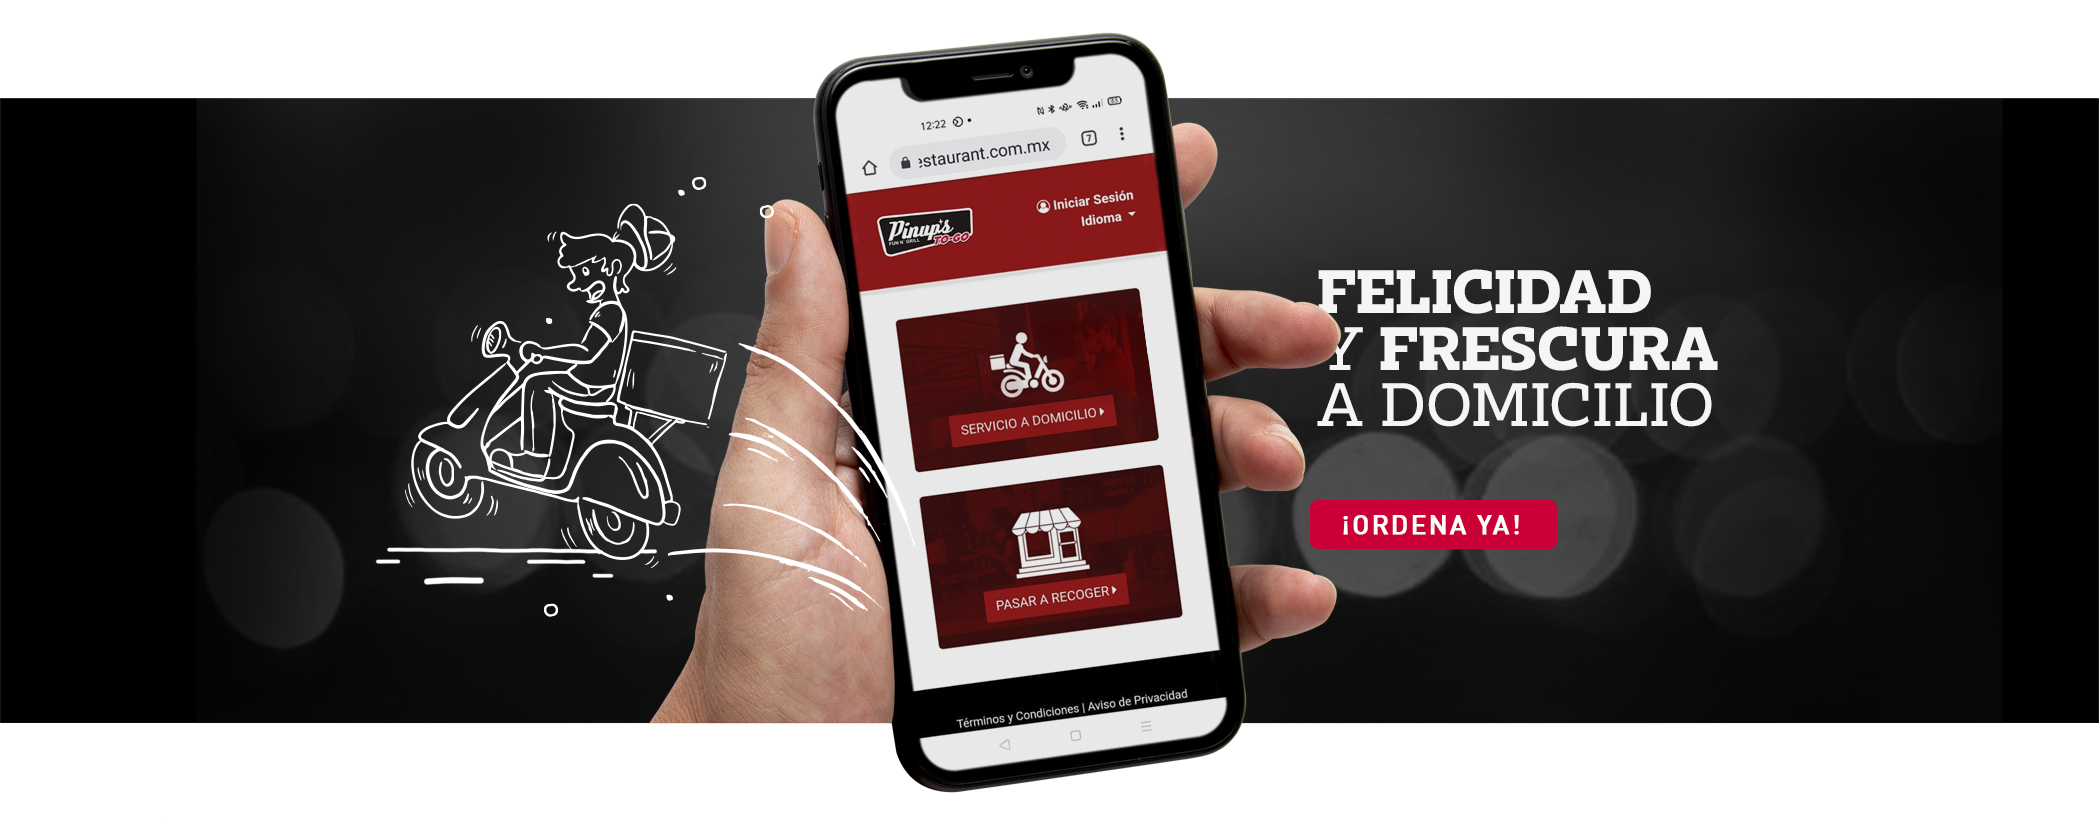 12:22
7
estaurant.com.mx
Pinup's
FUN N' GRILL
TO-GO
Iniciar Sesión
Idioma
SERVICIO A DOMICILIO
PASAR A RECOGER
Términos y Condiciones | Aviso de Privacidad
FELICIDAD
Y FRESCURA
A DOMICILIO
¡ORDENA YA!